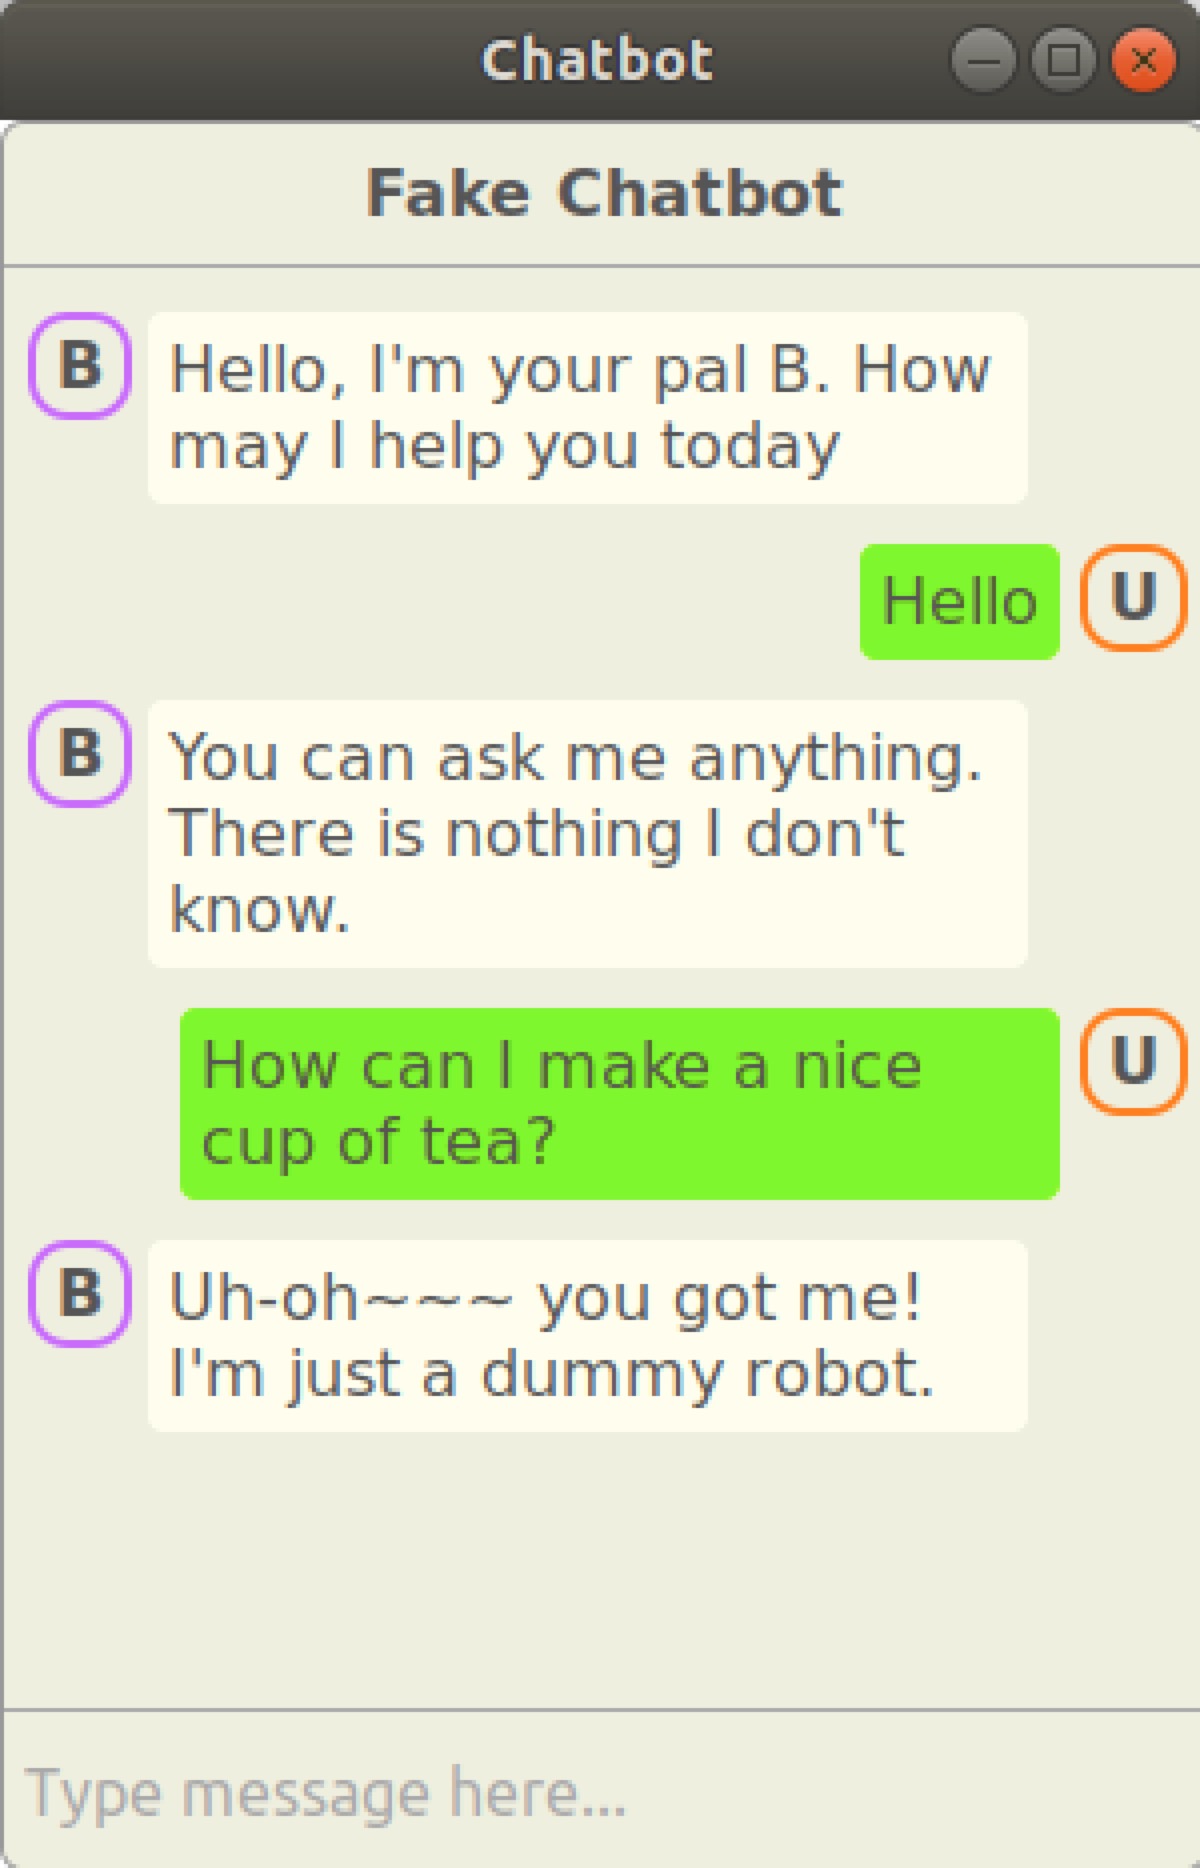 Chatbot
Fake Chatbot
B
Hello, I'm your pal B. How
may I help you today
Hello
U
B
You can ask me anything.
There is nothing I don't
know.
How can I make a nice
cup of tea?
U
B
Uh-oh~~~ you got me!
I'm just a dummy robot.
Type message here...